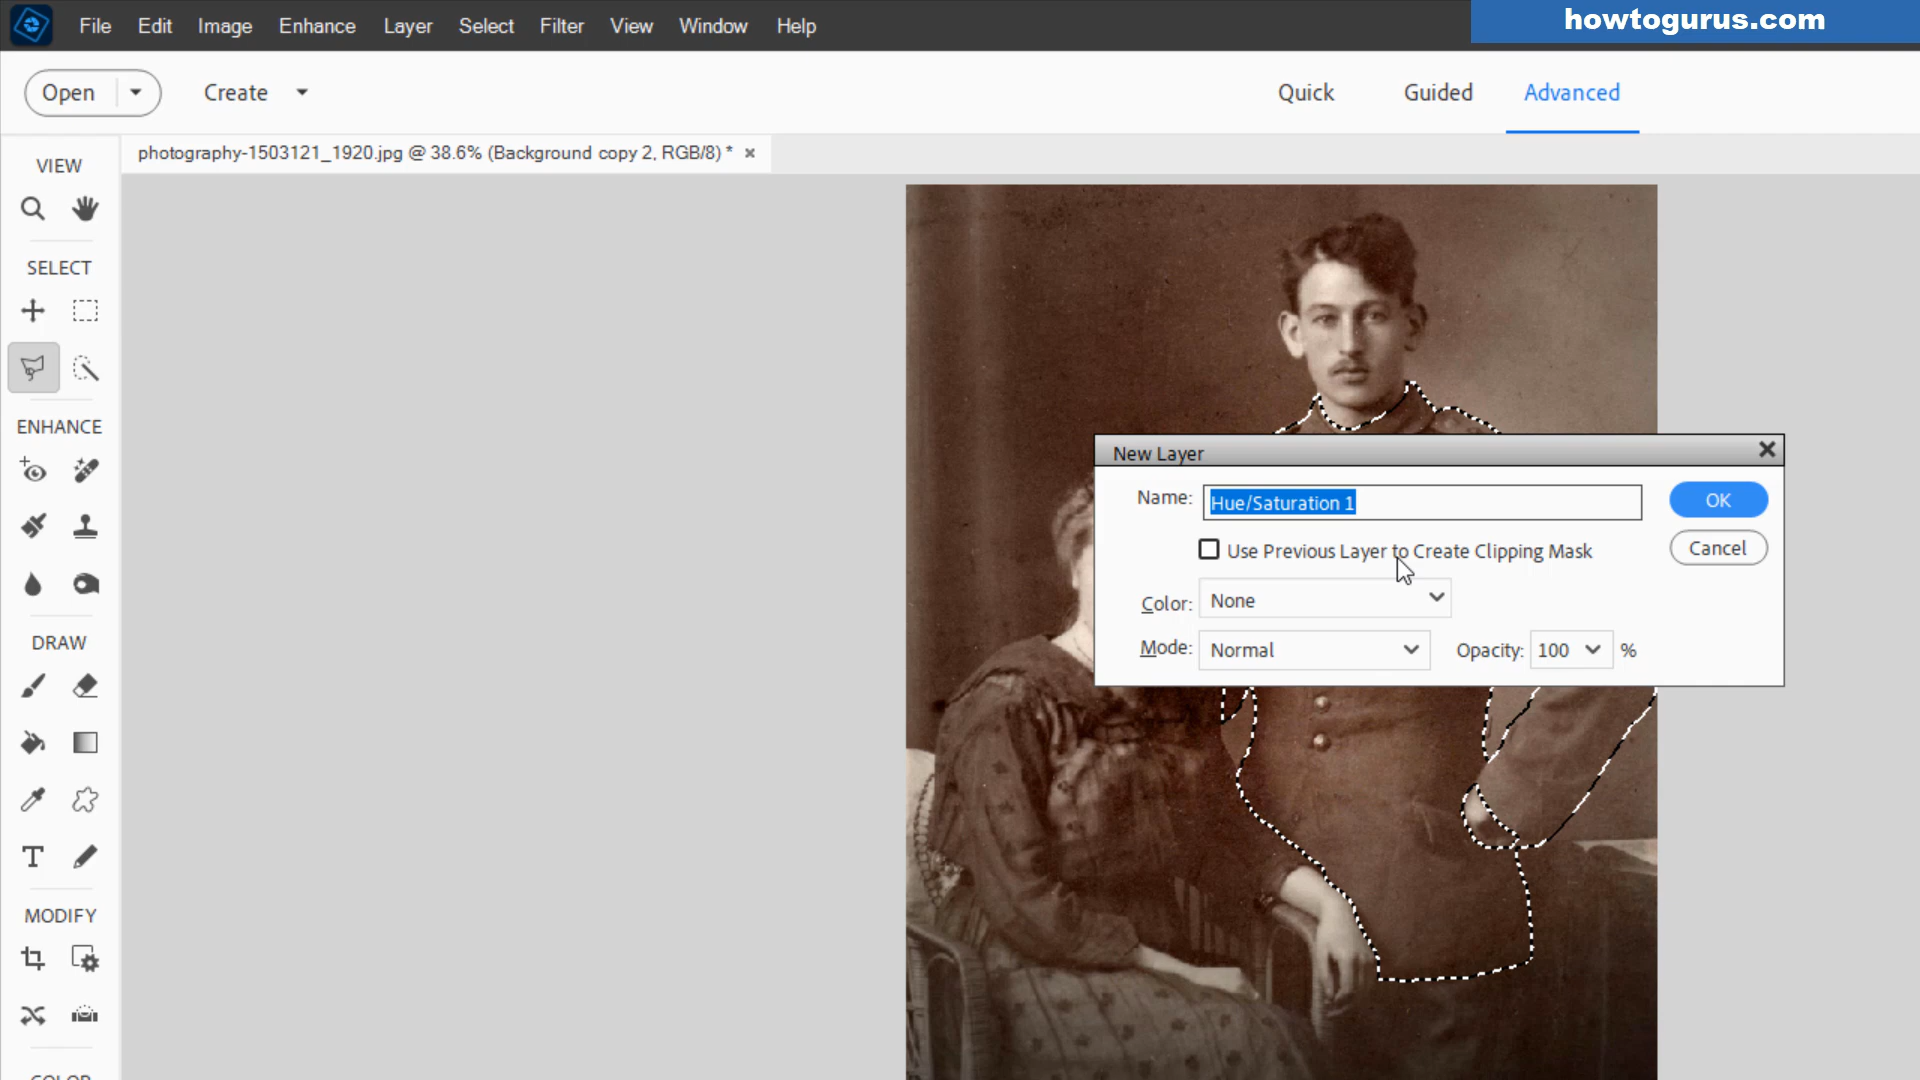 File Edit Image Enhance Layer Select Filter View Window Help
howtogurus.com
Open Create Quick Guided Advanced
photography-1503121_1920.jpg @ 38.6% (Background copy 2, RGB/8) *
VIEW
SELECT
ENHANCE
DRAW
MODIFY
COLOR
New Layer
Name: Hue/Saturation 1 OK
Use Previous Layer to Create Clipping Mask Cancel
Color: None
Mode: Normal Opacity: 100 %